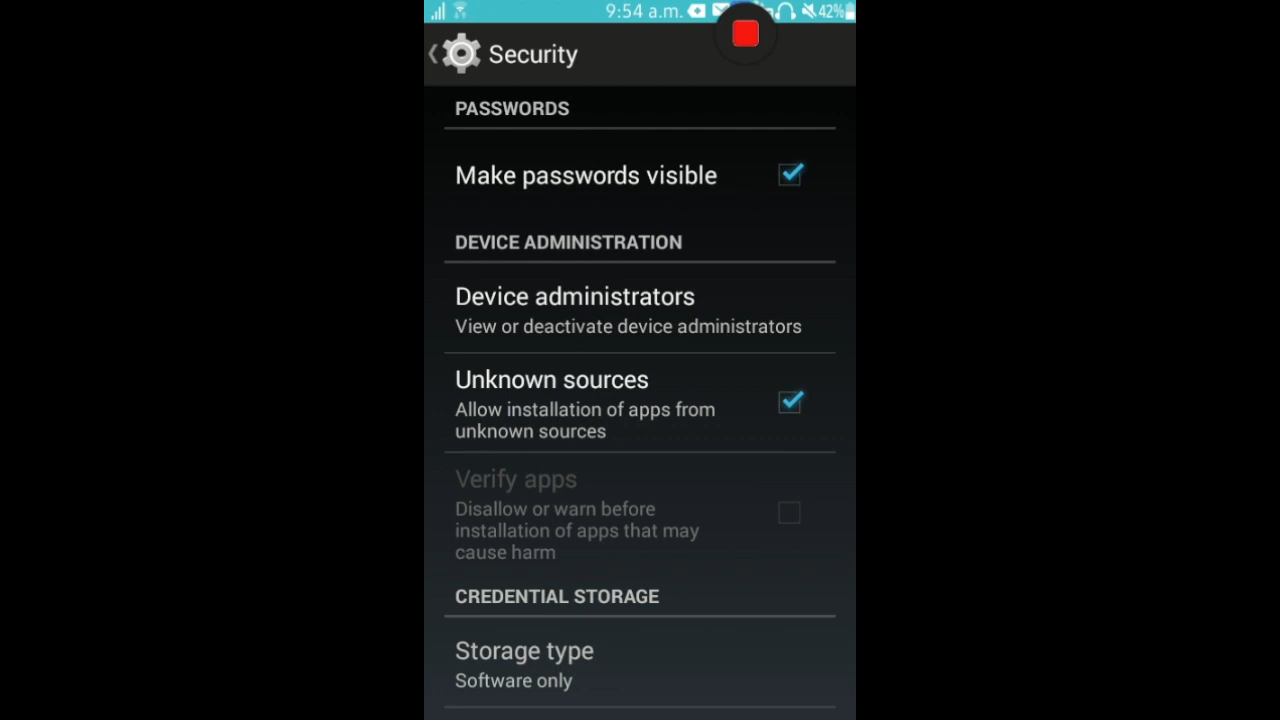 9:54 a.m.
42%
Security
PASSWORDS
Make passwords visible
DEVICE ADMINISTRATION
Device administrators
View or deactivate device administrators
Unknown sources
Allow installation of apps from
unknown sources
Verify apps
Disallow or warn before
installation of apps that may
cause harm
CREDENTIAL STORAGE
Storage type
Software only